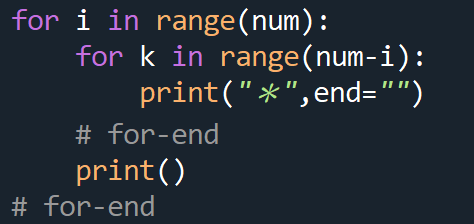 for i in range(num):
    for k in range(num-i):
        print("*",end="")
    # for-end
    print()
# for-end